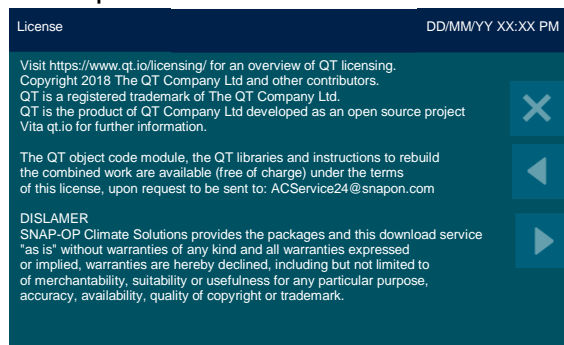 License
DD/MM/YY XX:XX PM
Visit https://www.qt.io/licensing/ for an overview of QT licensing.
Copyright 2018 The QT Company Ltd and other contributors.
QT is a registered trademark of The QT Company Ltd.
QT is the product of QT Company Ltd developed as an open source project
Vita qt.io for further information.
The QT object code module, the QT libraries and instructions to rebuild
the combined work are available (free of charge) under the terms
of this license, upon request to be sent to: ACService24@snapon.com
DISLAMER
SNAP-OP Climate Solutions provides the packages and this download service
"as is" without warranties of any kind and all warranties expressed
or implied, warranties are hereby declined, including but not limited to
of merchantability, suitability or usefulness for any particular purpose,
accuracy, availability, quality of copyright or trademark.